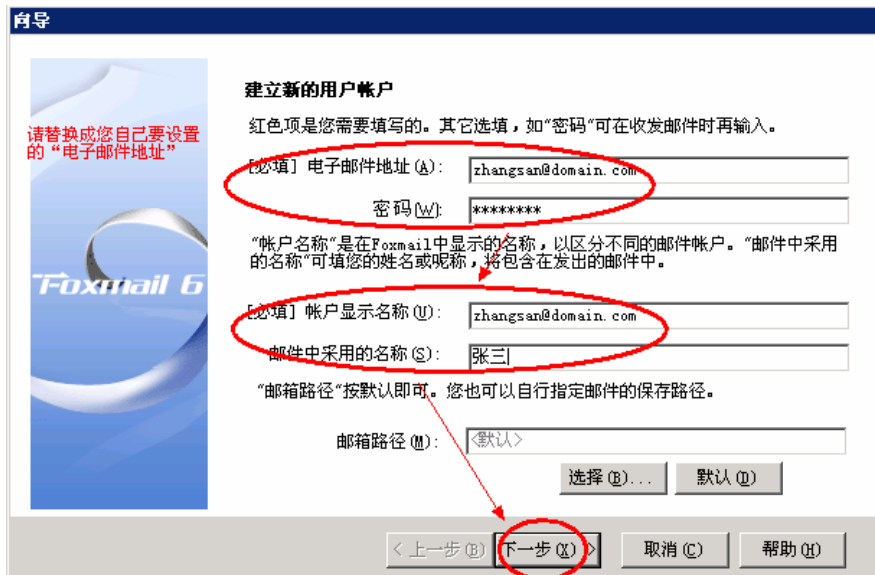 向导
请替换成您自己要设置
的“电子邮件地址”
Foxmail 6
建立新的用户帐户
红色项是您需要填写的。其它选填，如“密码”可在收发邮件时再输入。
[必填] 电子邮件地址(A): zhangsan@domain.com
密码(W): ********
“帐户名称”是在Foxmail中显示的名称，以区分不同的邮件帐户。“邮件中采用
的名称”可填您的姓名或昵称，将包含在发出的邮件中。
[必填] 帐户显示名称(U): zhangsan@domain.com
邮件中采用的名称(S): 张三
“邮箱路径”按默认即可。您也可以自行指定邮件的保存路径。
邮箱路径(M): <默认>
选择(B)... 默认(D)
< 上一步(B) 下一步(X) > 取消(C) 帮助(H)